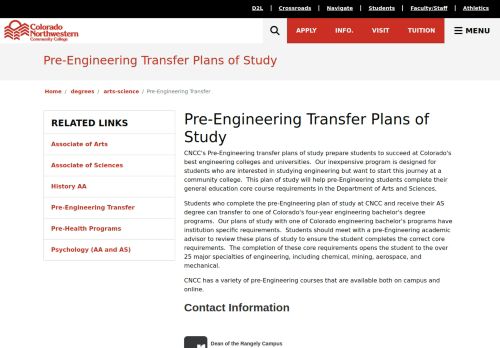 D2L | Crossroads | Navigate | Students | Faculty/Staff | Athletics
Colorado
Northwestern
Community College
APPLY INFO. VISIT TUITION MENU
Pre-Engineering Transfer Plans of Study
Home / degrees / arts-science / Pre-Engineering Transfer
RELATED LINKS
Associate of Arts
Associate of Sciences
History AA
Pre-Engineering Transfer
Pre-Health Programs
Psychology (AA and AS)
Pre-Engineering Transfer Plans of
Study
CNCC's Pre-Engineering transfer plans of study prepare students to succeed at Colorado's
best engineering colleges and universities. Our inexpensive program is designed for
students who are interested in studying engineering but want to start this journey at a
community college. This plan of study will help pre-Engineering students complete their
general education core course requirements in the Department of Arts and Sciences.
Students who complete the pre-Engineering plan of study at CNCC and receive their AS
degree can transfer to one of Colorado's four-year engineering bachelor's degree
programs. Our plans of study with one of Colorado engineering bachelor's programs have
institution specific requirements. Students should meet with a pre-Engineering academic
advisor to review these plans of study to ensure the student completes the correct core
requirements. The completion of these core requirements opens the student to the over
25 major specialties of engineering, including chemical, mining, aerospace, and
mechanical.
CNCC has a variety of pre-Engineering courses that are available both on campus and
online.
Contact Information
Dean of the Rangely Campus